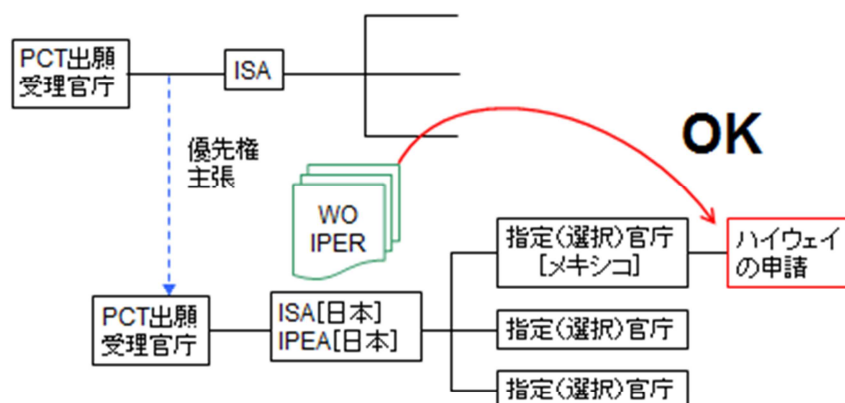 PCT出願
受理官庁
ISA
OK
優先権
主張
WO
IPER
指定(選択)官庁
[メキシコ]
ハイウェイ
の申請
PCT出願
受理官庁
ISA[日本]
IPEA[日本]
指定(選択)官庁
指定(選択)官庁